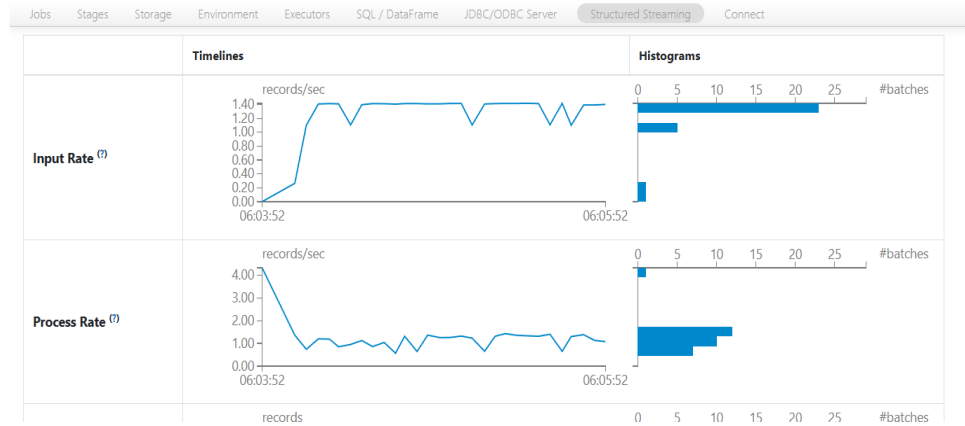 Jobs Stages Storage Environment Executors SQL / DataFrame JDBC/ODBC Server Structured Streaming Connect
Timelines Histograms
Input Rate (?)
records/sec
1.40
1.20
1.00
0.80
0.60
0.40
0.20
0.00
06:03:52 06:05:52
0 5 10 15 20 25 #batches
Process Rate (?)
records/sec
4.00
3.00
2.00
1.00
0.00
06:03:52 06:05:52
0 5 10 15 20 25 #batches
records
0 5 10 15 20 25 #batches